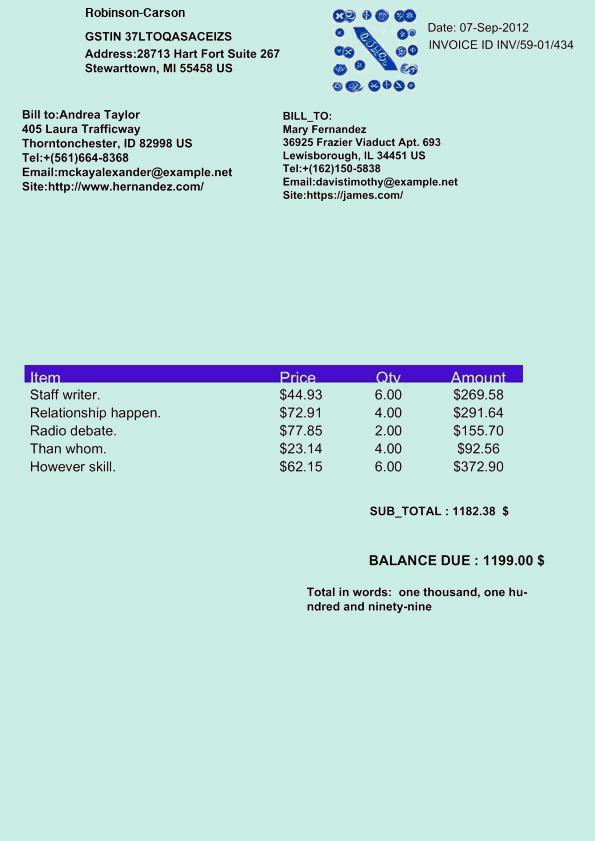 Robinson-Carson
GSTIN 37LTOQASACEIZS
Address:28713 Hart Fort Suite 267
Stewarttown, MI 55458 US
Date: 07-Sep-2012
INVOICE ID INV/59-01/434
Bill to:Andrea Taylor
405 Laura Trafficway
Thorntonchester, ID 82998 US
Tel:+(561)664-8368
Email:mckayalexander@example.net
Site:http://www.hernandez.com/
BILL_TO:
Mary Fernandez
36925 Frazier Viaduct Apt. 693
Lewisborough, IL 34451 US
Tel:+(162)150-5838
Email:davistimothy@example.net
Site:https://james.com/
Item Price Qty Amount
Staff writer. $44.93 6.00 $269.58
Relationship happen. $72.91 4.00 $291.64
Radio debate. $77.85 2.00 $155.70
Than whom. $23.14 4.00 $92.56
However skill. $62.15 6.00 $372.90
SUB_TOTAL : 1182.38 $
BALANCE DUE : 1199.00 $
Total in words: one thousand, one hu-
ndred and ninety-nine